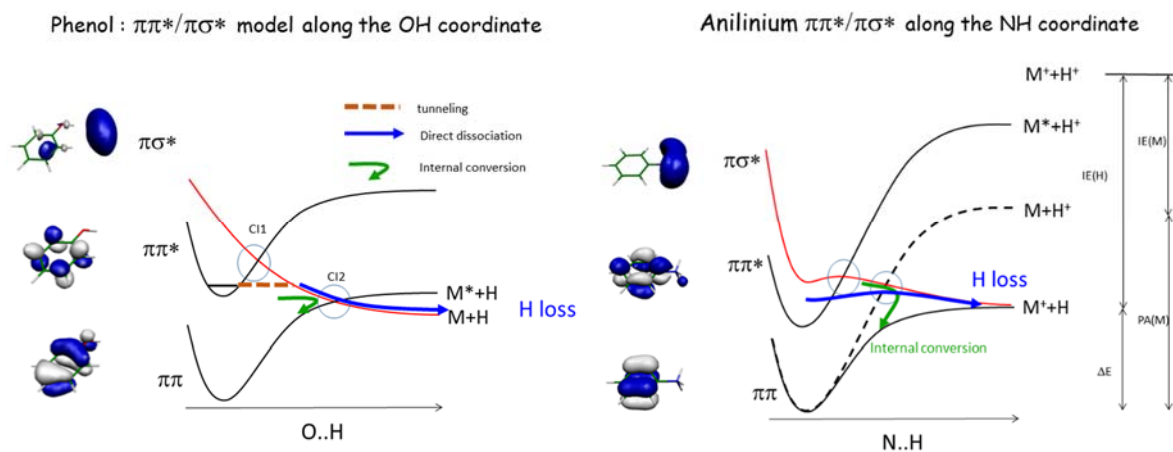 Phenol : ππ*/πσ* model along the OH coordinate
tunneling
Direct dissociation
Internal conversion
πσ*
CI1
ππ*
CI2
M*+H
M+H
H loss
ππ
O..H
Anilinium ππ*/πσ* along the NH coordinate
M⁺+H⁺
M*+H⁺
IE(M)
πσ*
IE(H)
M+H⁺
ππ*
M⁺+H
H loss
PA(M)
Internal conversion
ΔE
ππ
N..H